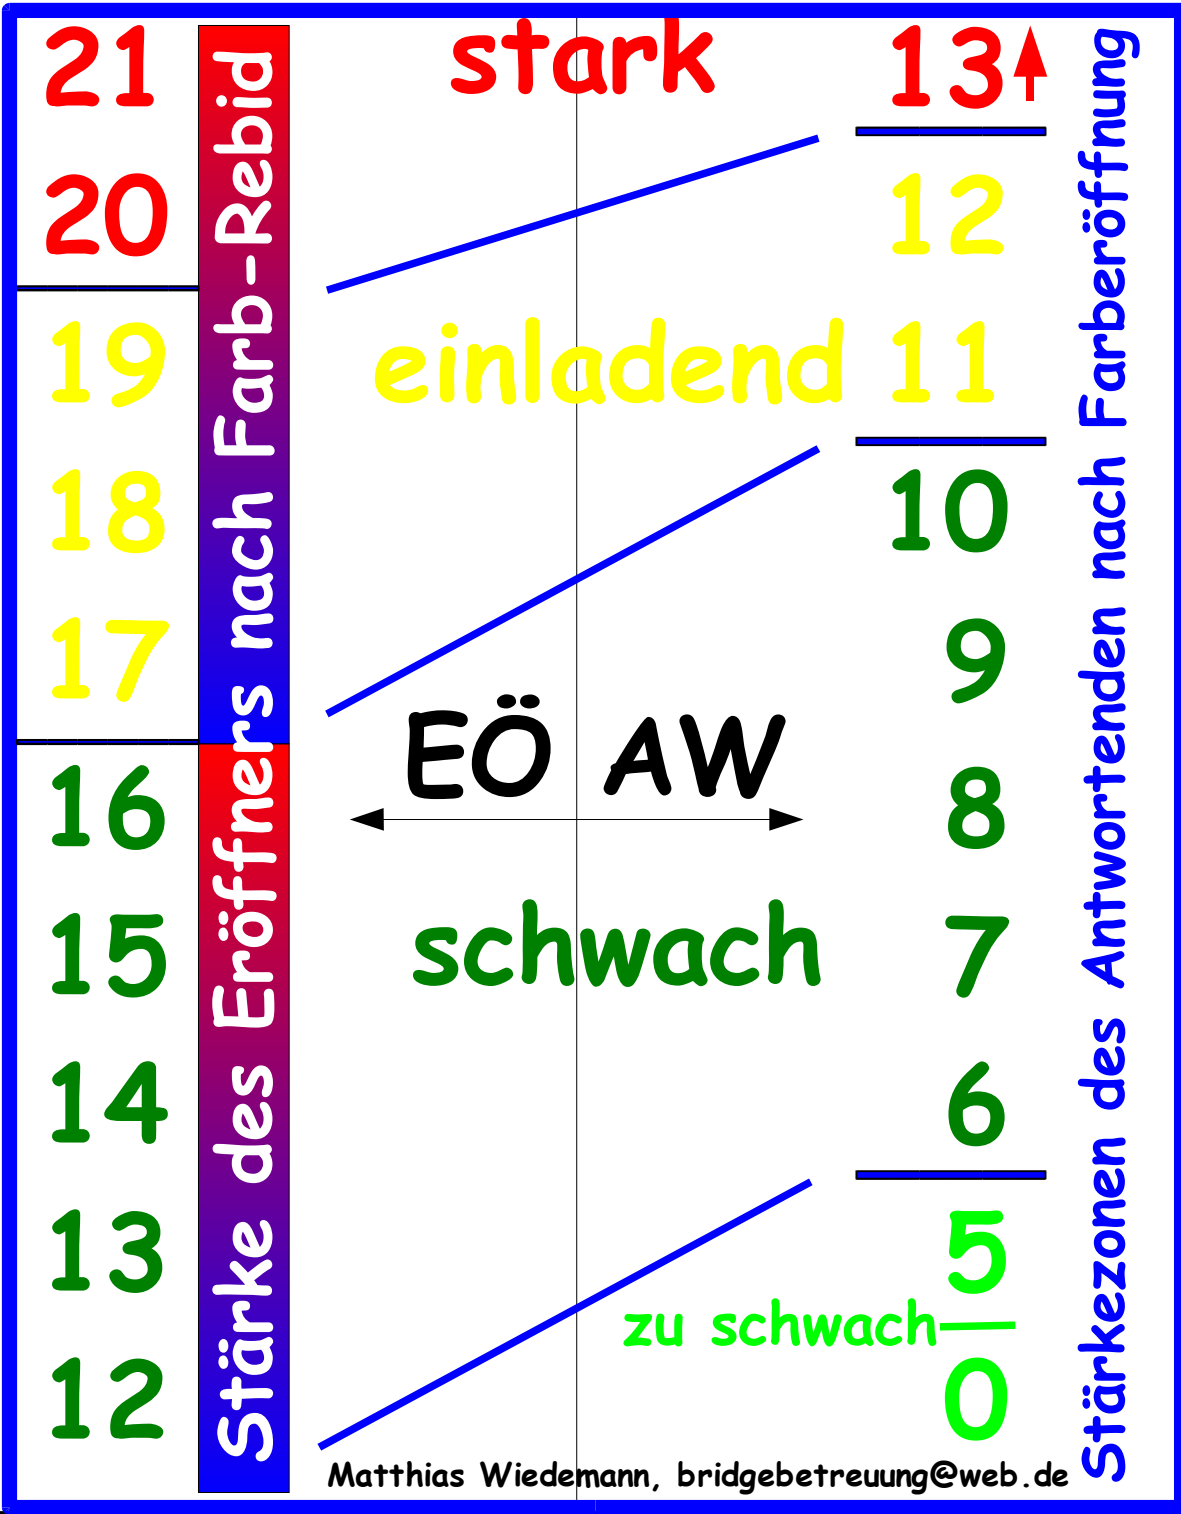 21
20
19
18
17
16
15
14
13
12
Stärke des Eröffners nach Farb-Rebid
stark
einladend
EÖ AW
schwach
zu schwach
13
12
11
10
9
8
7
6
5
0
Stärkezonen des Antwortenden nach Farberöffnung
Matthias Wiedemann, bridgebetreuung@web.de